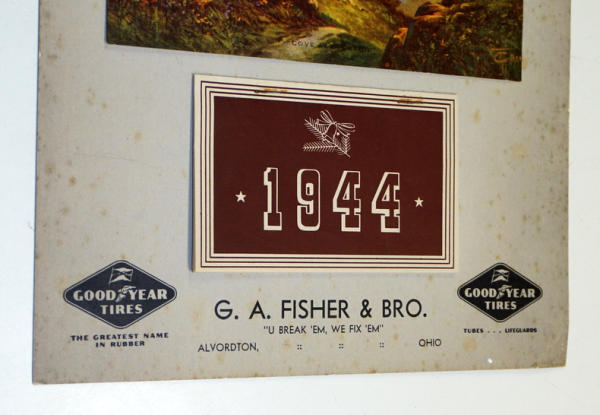 1944
GOOD YEAR
TIRES
THE GREATEST NAME
IN RUBBER
G. A. FISHER & BRO.
"U BREAK 'EM, WE FIX 'EM"
ALVORDTON, :: :: :: OHIO
GOOD YEAR
TIRES
TUBES . . . LIFEGUARDS